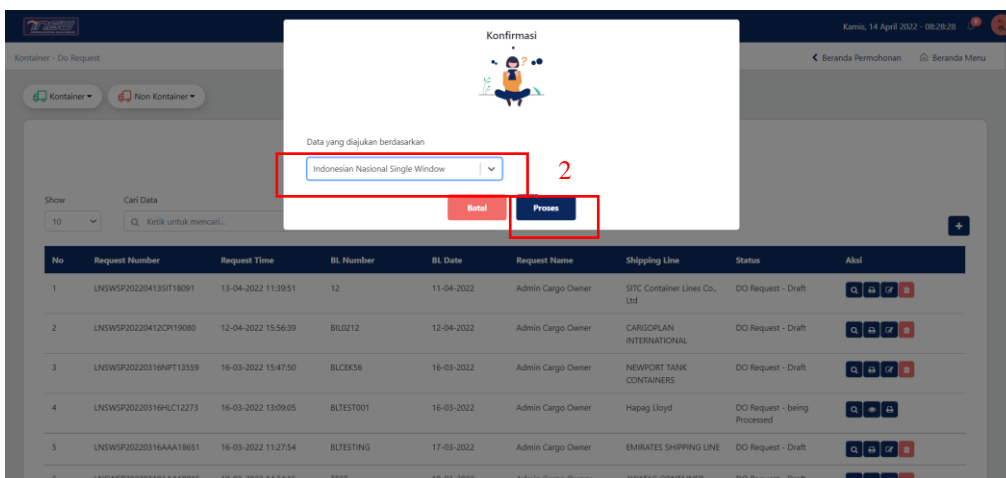 INSW
Konfirmasi
Kamis, 14 April 2022 - 08:28:28
Kontainer - Do Request
Beranda Permohonan
Beranda Menu
Kontainer
Non Kontainer
Data yang diajukan berdasarkan
Indonesian Nasional Single Window
2
Batal
Proses
Show
Cari Data
10
Ketik untuk mencari...
+
No Request Number Request Time BL Number BL Date Request Name Shipping Line Status Aksi
1 LNSWSP20220413SIT18091 13-04-2022 11:39:51 12 11-04-2022 Admin Cargo Owner SITC Container Lines Co., DO Request - Draft
Ltd
2 LNSWSP20220412CPI19080 12-04-2022 15:56:39 BIL0212 12-04-2022 Admin Cargo Owner CARGOPLAN DO Request - Draft
INTERNATIONAL
3 LNSWSP20220316NPT13559 16-03-2022 15:47:50 BLCEK56 16-03-2022 Admin Cargo Owner NEWPORT TANK DO Request - Draft
CONTAINERS
4 LNSWSP20220316HLC12273 16-03-2022 13:09:05 BLTEST001 16-03-2022 Admin Cargo Owner Hapag Lloyd DO Request - being
Processed
5 LNSWSP20220316AAA18651 16-03-2022 11:27:54 BLTESTING 17-03-2022 Admin Cargo Owner EMIRATES SHIPPING LINE DO Request - Draft